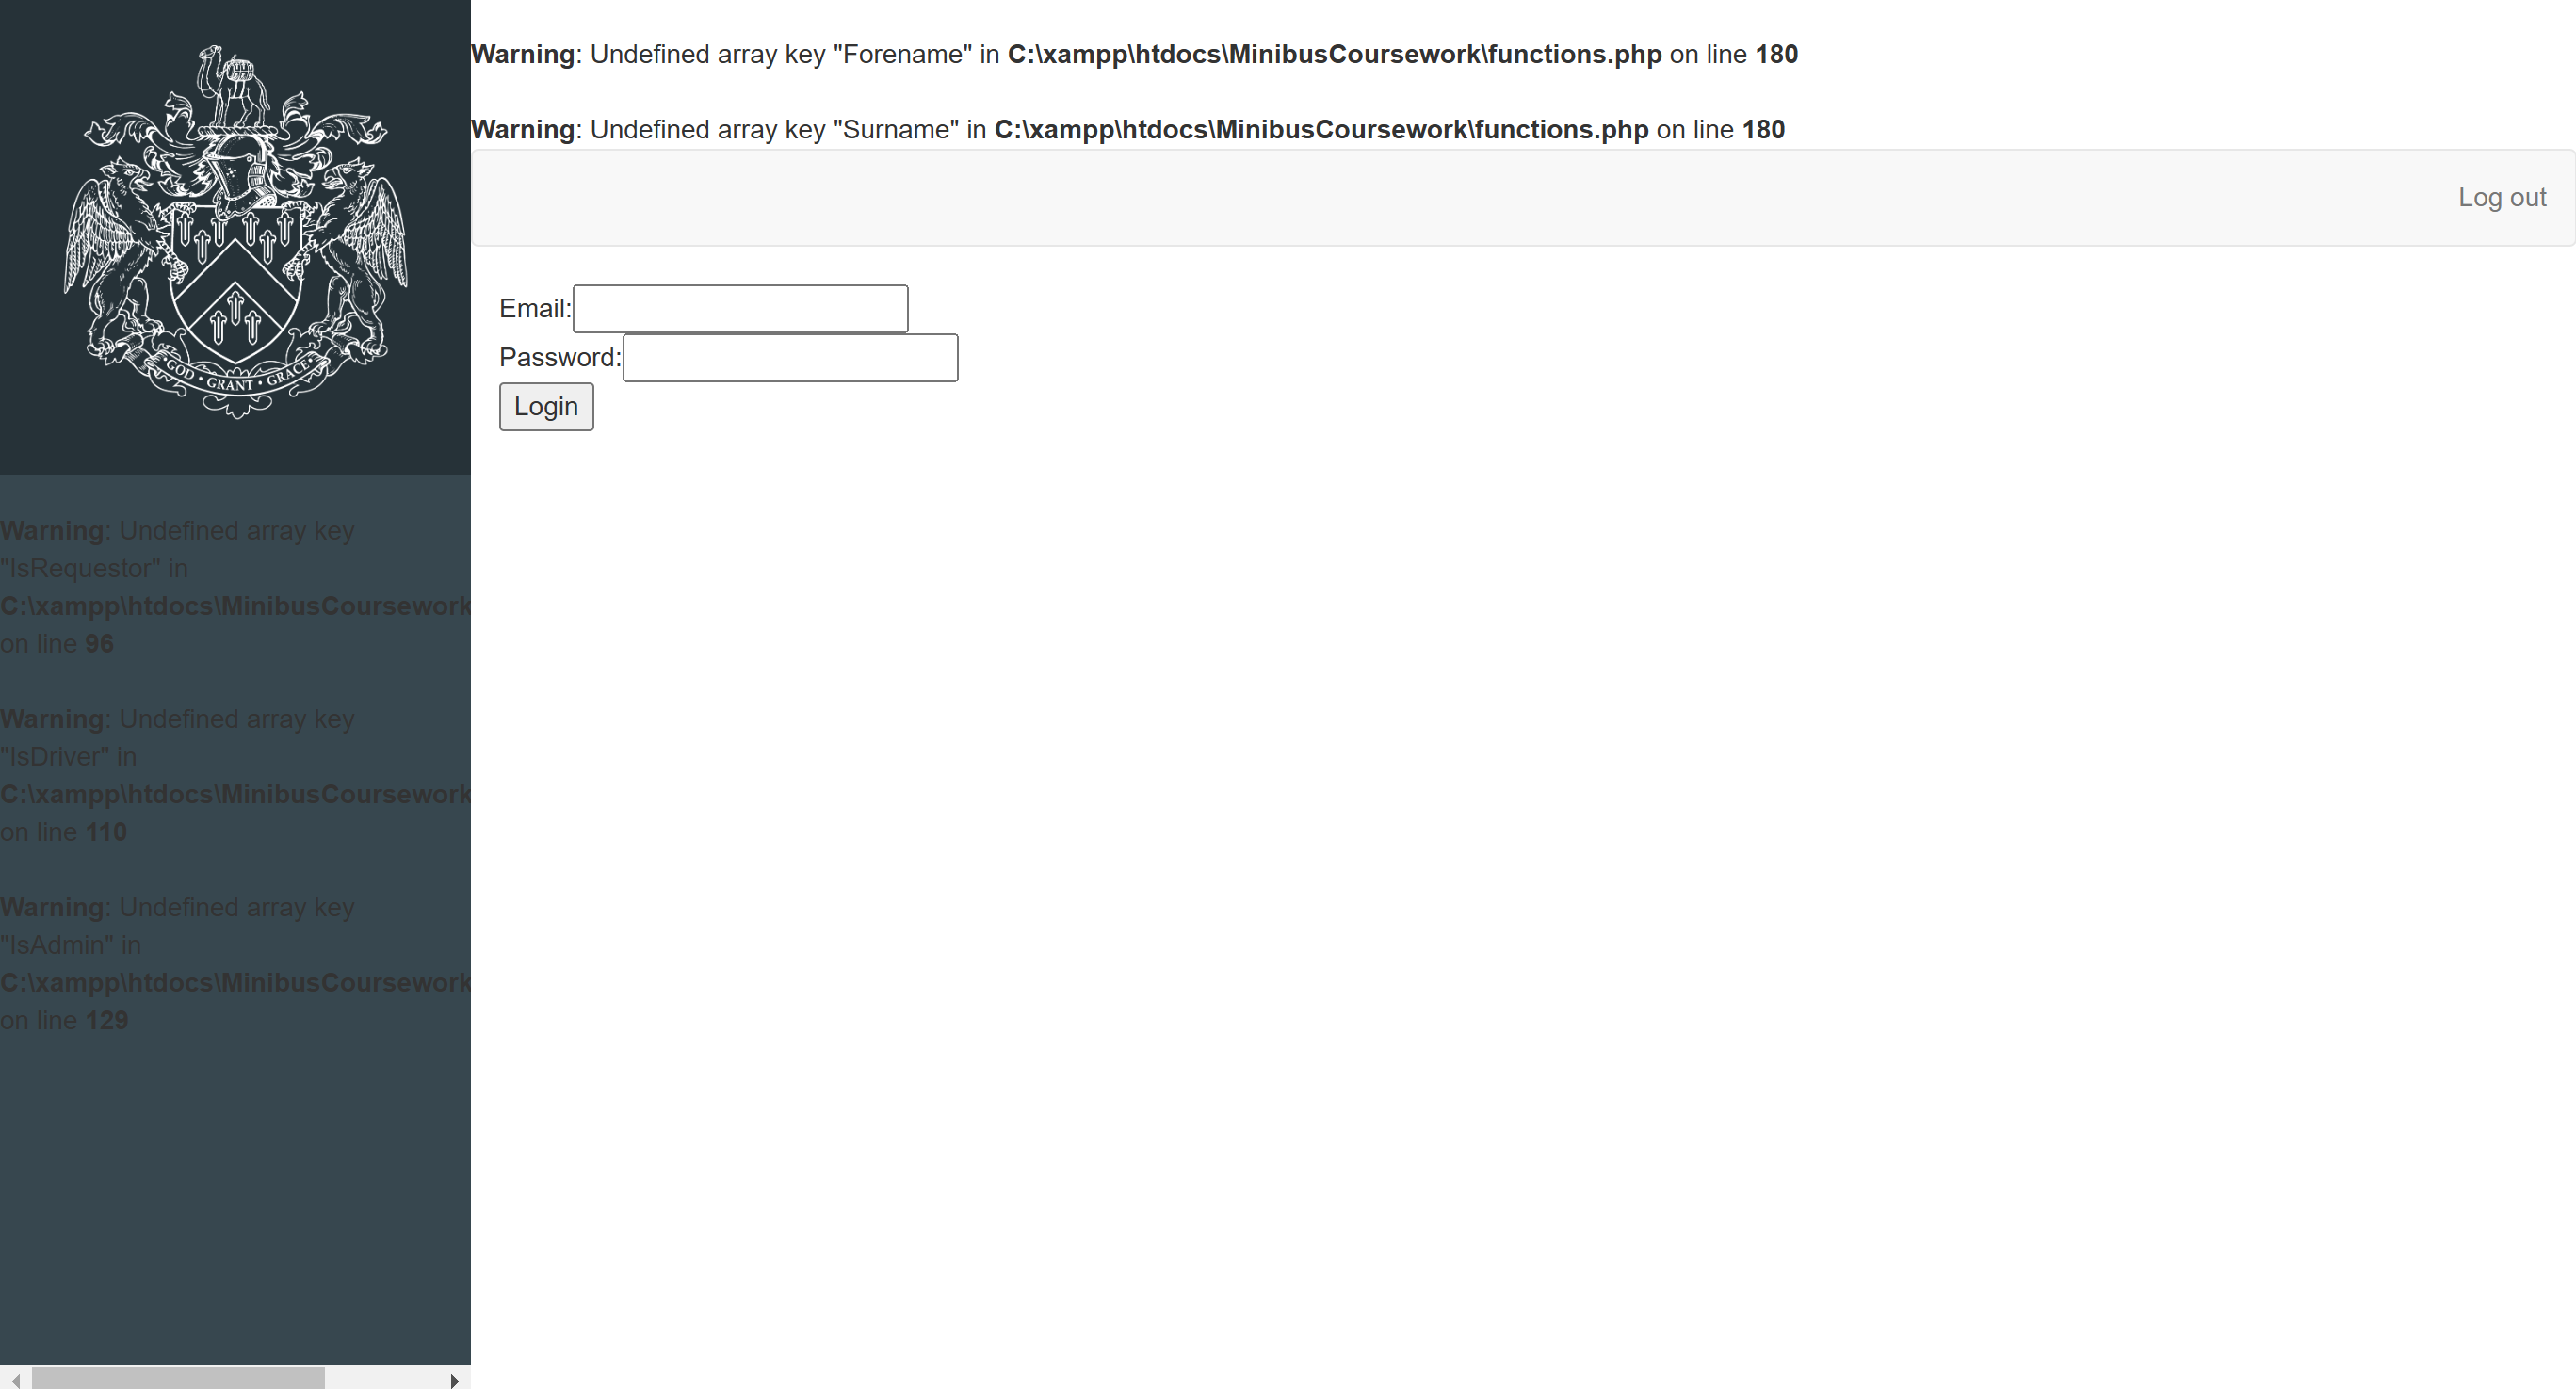 GOD • GRANT • GRACE
Warning: Undefined array key
"IsRequestor" in
C:\xampp\htdocs\MinibusCoursework
on line 96
Warning: Undefined array key
"IsDriver" in
C:\xampp\htdocs\MinibusCoursework
on line 110
Warning: Undefined array key
"IsAdmin" in
C:\xampp\htdocs\MinibusCoursework
on line 129
Warning: Undefined array key "Forename" in C:\xampp\htdocs\MinibusCoursework\functions.php on line 180
Warning: Undefined array key "Surname" in C:\xampp\htdocs\MinibusCoursework\functions.php on line 180
Log out
Email:
Password:
Login